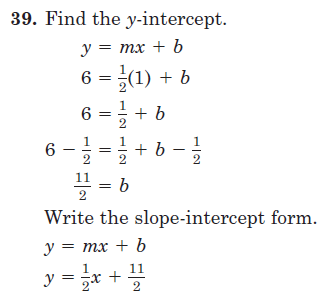 39. Find the y-intercept.
y = mx + b
6 = 1/2(1) + b
6 = 1/2 + b
6 − 1/2 = 1/2 + b − 1/2
11/2 = b
Write the slope-intercept form.
y = mx + b
y = 1/2x + 11/2